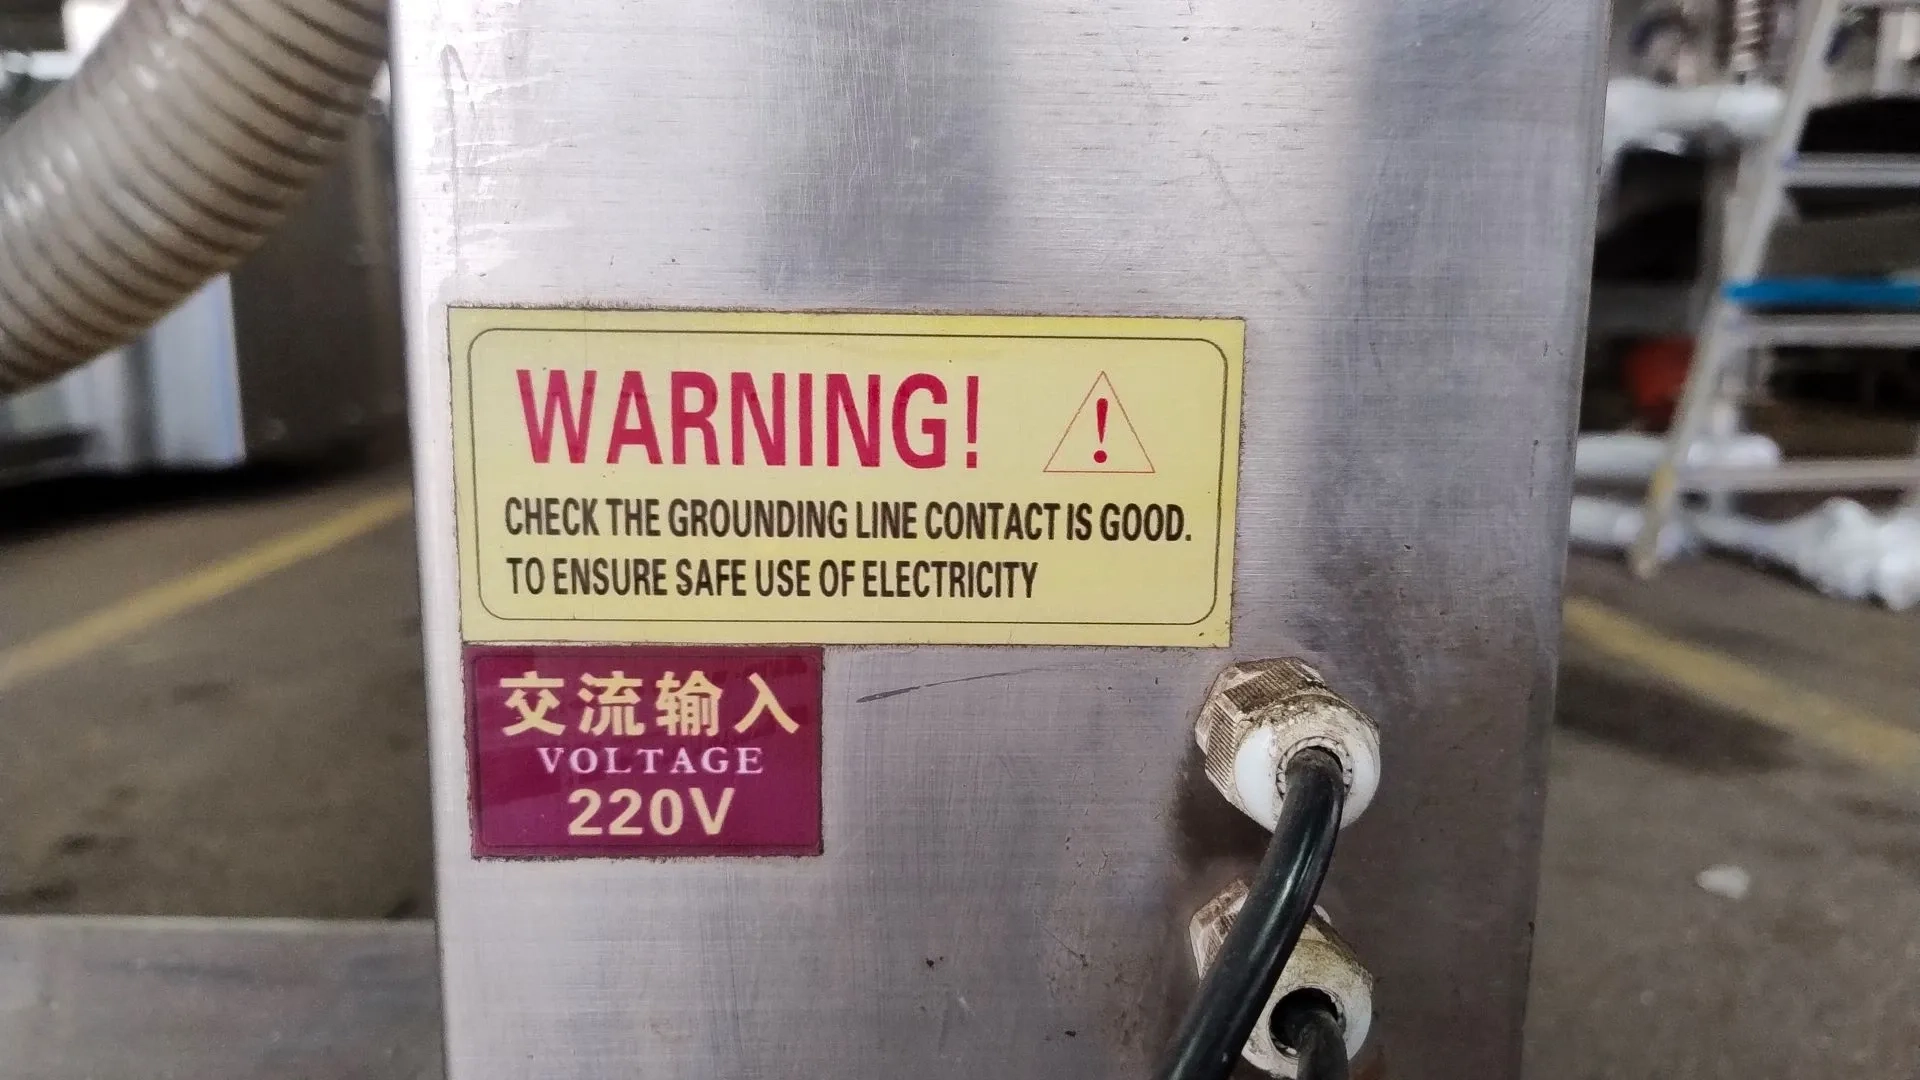 WARNING!
CHECK THE GROUNDING LINE CONTACT IS GOOD.
TO ENSURE SAFE USE OF ELECTRICITY
交流输入
VOLTAGE
220V